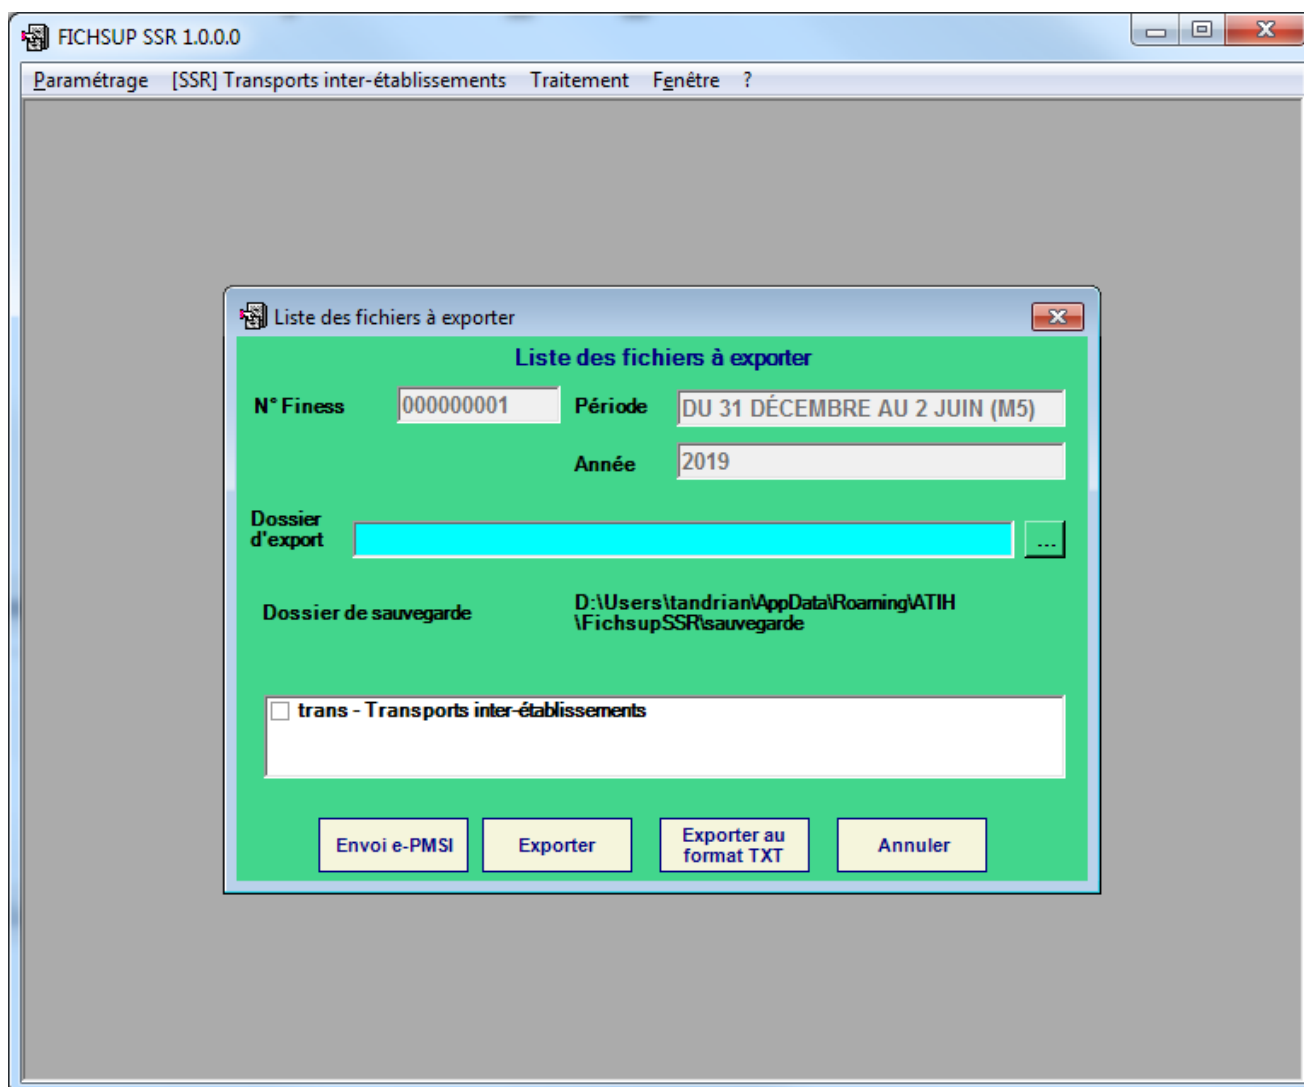 FICHSUP SSR 1.0.0.0
Paramétrage [SSR] Transports inter-établissements Traitement Fenêtre ?
Liste des fichiers à exporter
Liste des fichiers à exporter
N° Finess 000000001 Période DU 31 DÉCEMBRE AU 2 JUIN (M5)
Année 2019
Dossier
d'export ...
Dossier de sauvegarde D:\Users\tandrian\AppData\Roaming\ATIH
\FichsupSSR\sauvegarde
trans - Transports inter-établissements
Envoi e-PMSI Exporter Exporter au
format TXT Annuler